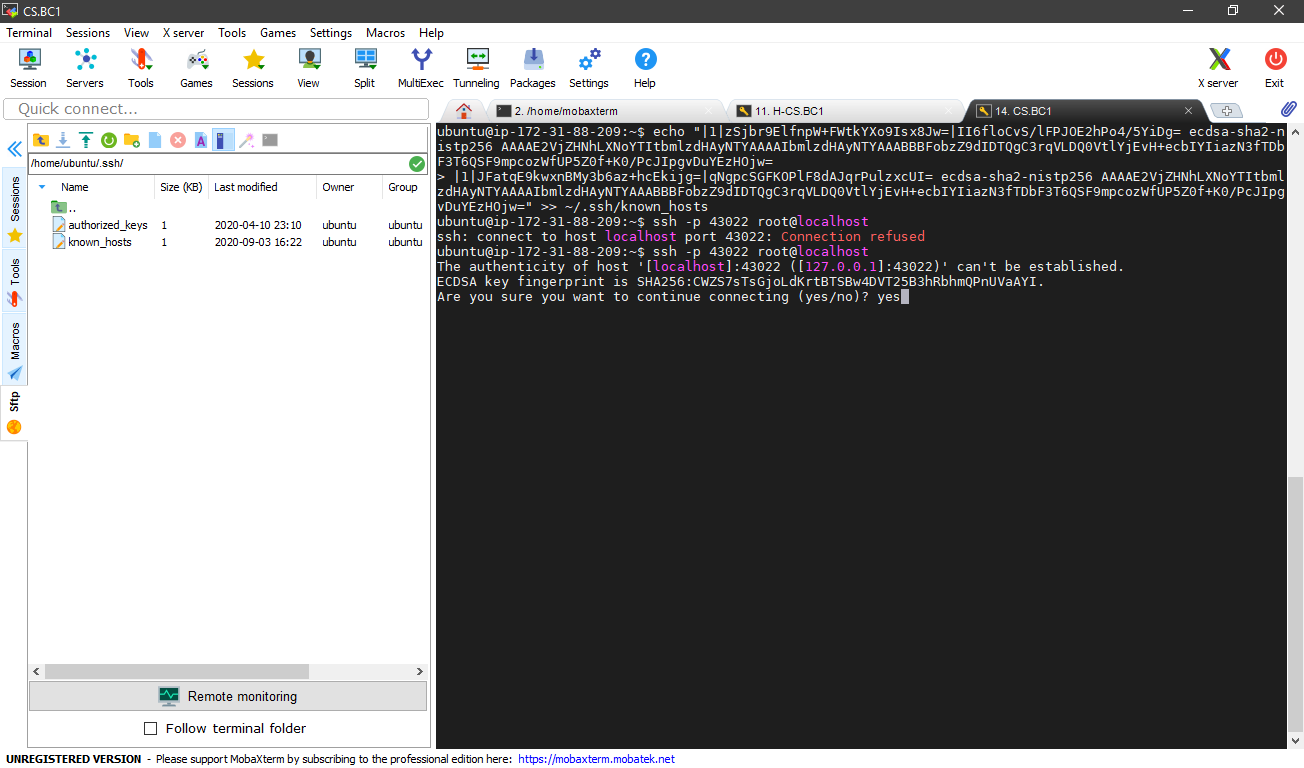 CS.BC1
Terminal Sessions View X server Tools Games Settings Macros Help
Session Servers Tools Games Sessions View Split MultiExec Tunneling Packages Settings Help X server Exit
Quick connect...
2. /home/mobaxterm
11. H-CS.BC1
14. CS.BC1
Sessions
Tools
Macros
Sftp
/home/ubuntu/.ssh/
Name Size (KB) Last modified Owner Group
..
authorized_keys 1 2020-04-10 23:10 ubuntu ubuntu
known_hosts 1 2020-09-03 16:22 ubuntu ubuntu
Remote monitoring
Follow terminal folder
ubuntu@ip-172-31-88-209:~$ echo "|1|zSjbr9ElfnpW+FWtkYXo9Isx8Jw=|II6floCvS/lFPJOE2hPo4/5YiDg= ecdsa-sha2-n
istp256 AAAAE2VjZHNhLXNoYTItbmlzdHAyNTYAAAAIbmlzdHAyNTYAAABBBFobzZ9dIDTQgC3rqVLDQ0VtlYjEvH+ecbIYIiazN3fTDb
F3T6QSF9mpcozWfUP5Z0f+K0/PcJIpgvDuYEzHOjw=
> |1|JFatqE9kwxnBMy3b6az+hcEkijg=|qNgpcSGFKOPlF8dAJqrPulzxcUI= ecdsa-sha2-nistp256 AAAAE2VjZHNhLXNoYTItbml
zdHAyNTYAAAAIbmlzdHAyNTYAAABBBFobzZ9dIDTQgC3rqVLDQ0VtlYjEvH+ecbIYIiazN3fTDbF3T6QSF9mpcozWfUP5Z0f+K0/PcJIpg
vDuYEzHOjw=" >> ~/.ssh/known_hosts
ubuntu@ip-172-31-88-209:~$ ssh -p 43022 root@localhost
ssh: connect to host localhost port 43022: Connection refused
ubuntu@ip-172-31-88-209:~$ ssh -p 43022 root@localhost
The authenticity of host '[localhost]:43022 ([127.0.0.1]:43022)' can't be established.
ECDSA key fingerprint is SHA256:CWZS7sTsGjoLdKrtBTSBw4DVT25B3hRbhmQPnUVaAYI.
Are you sure you want to continue connecting (yes/no)? yes
UNREGISTERED VERSION - Please support MobaXterm by subscribing to the professional edition here: https://mobaxterm.mobatek.net